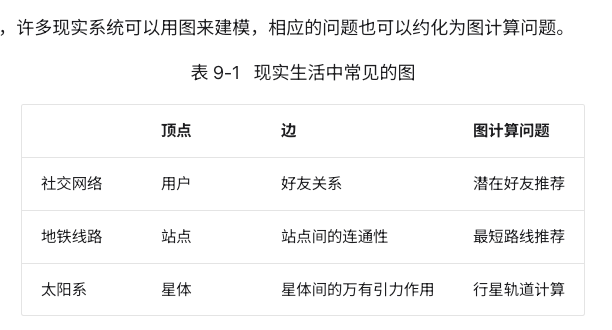 ，许多现实系统可以用图来建模，相应的问题也可以约化为图计算问题。
表 9-1 现实生活中常见的图
顶点 边 图计算问题
社交网络 用户 好友关系 潜在好友推荐
地铁线路 站点 站点间的连通性 最短路线推荐
太阳系 星体 星体间的万有引力作用 行星轨道计算